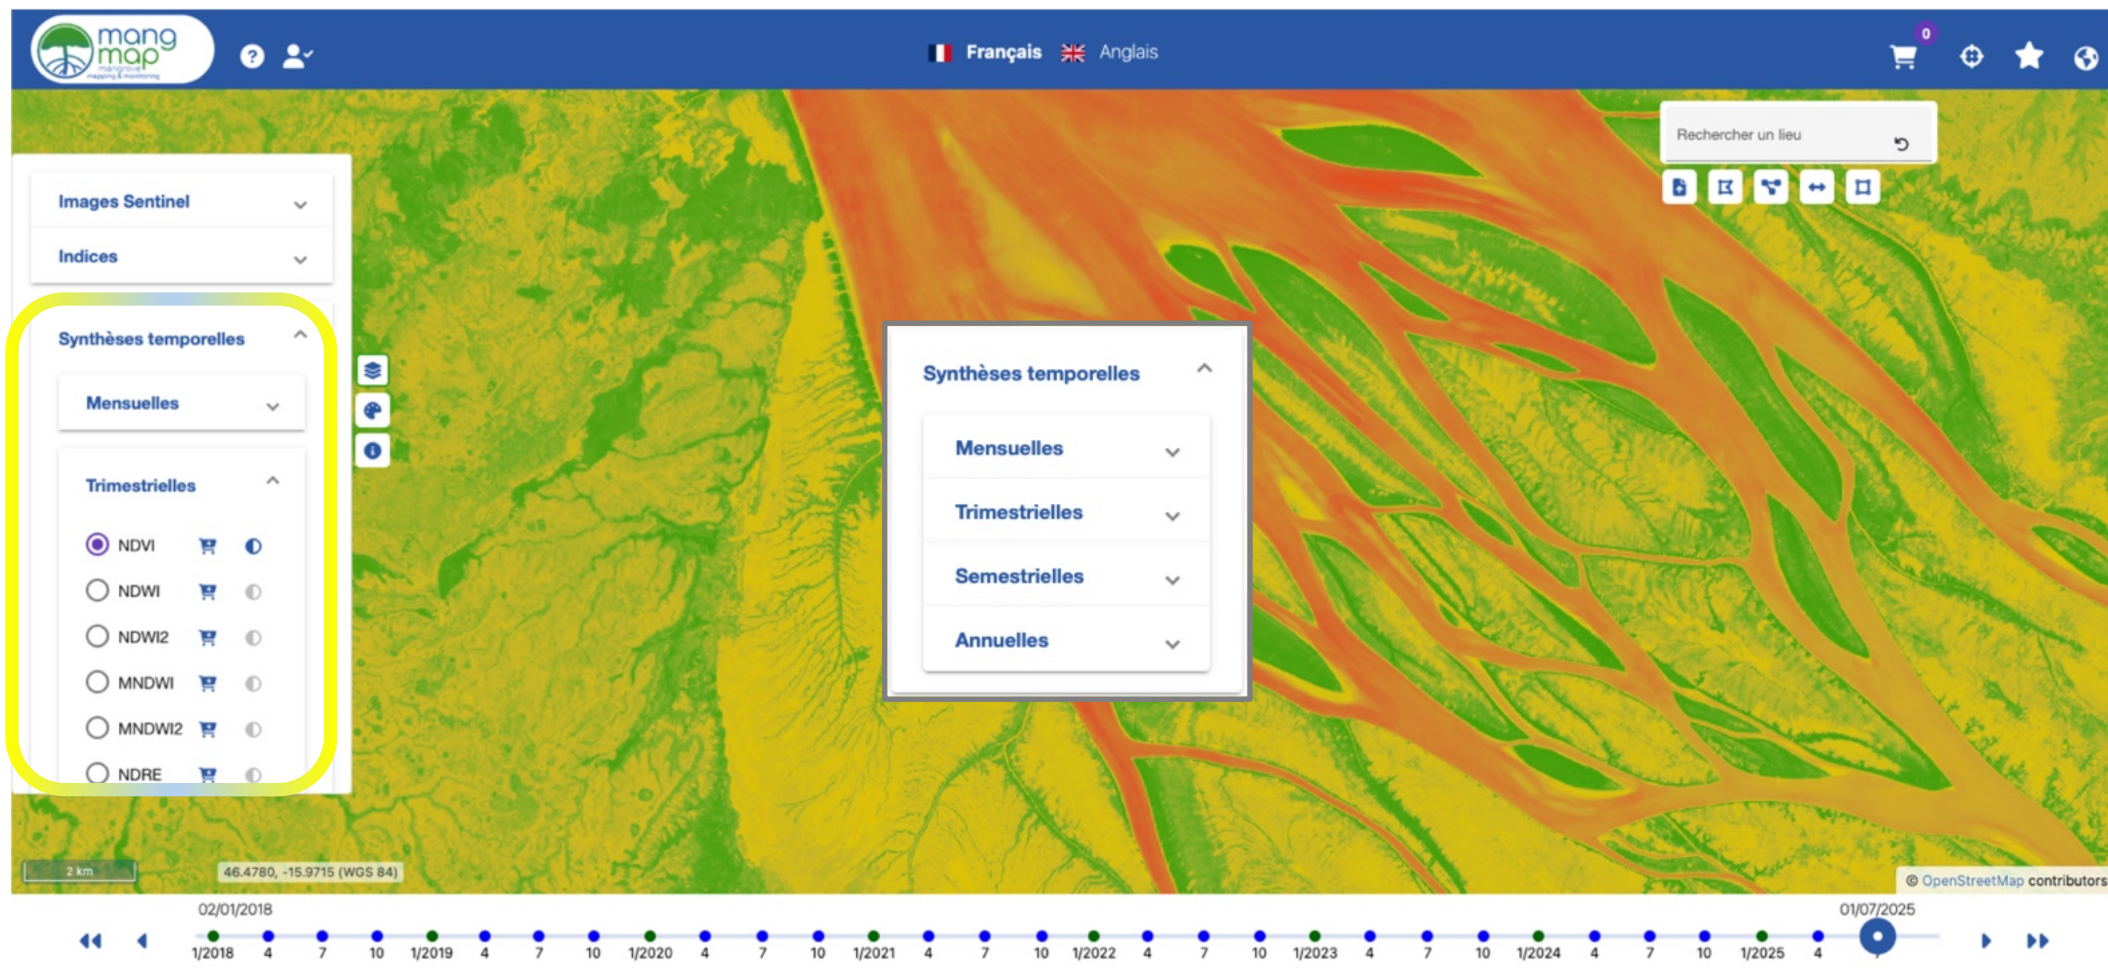 mang
map
mangrove
mapping & monitoring
?
Français
Anglais
0
Rechercher un lieu
Images Sentinel
Indices
Synthèses temporelles
Mensuelles
Trimestrielles
NDVI
NDWI
NDWI2
MNDWI
MNDWI2
NDRE
Synthèses temporelles
Mensuelles
Trimestrielles
Semestrielles
Annuelles
2 km
46.4780, -15.9715 (WGS 84)
© OpenStreetMap contributors
02/01/2018
01/07/2025
1/2018 4 7 10 1/2019 4 7 10 1/2020 4 7 10 1/2021 4 7 10 1/2022 4 7 10 1/2023 4 7 10 1/2024 4 7 10 1/2025 4